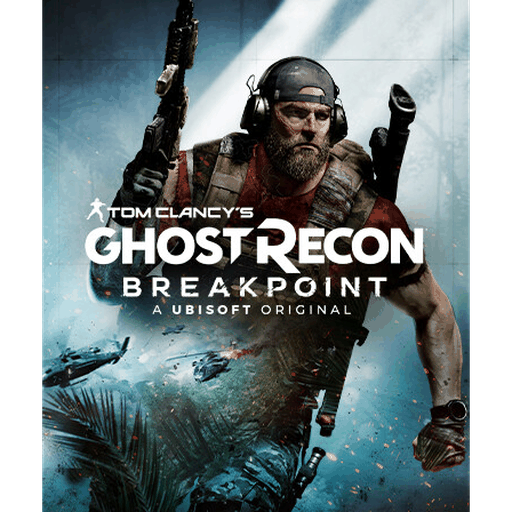 TOM CLANCY'S
GHOST RECON
BREAKPOINT
A UBISOFT ORIGINAL